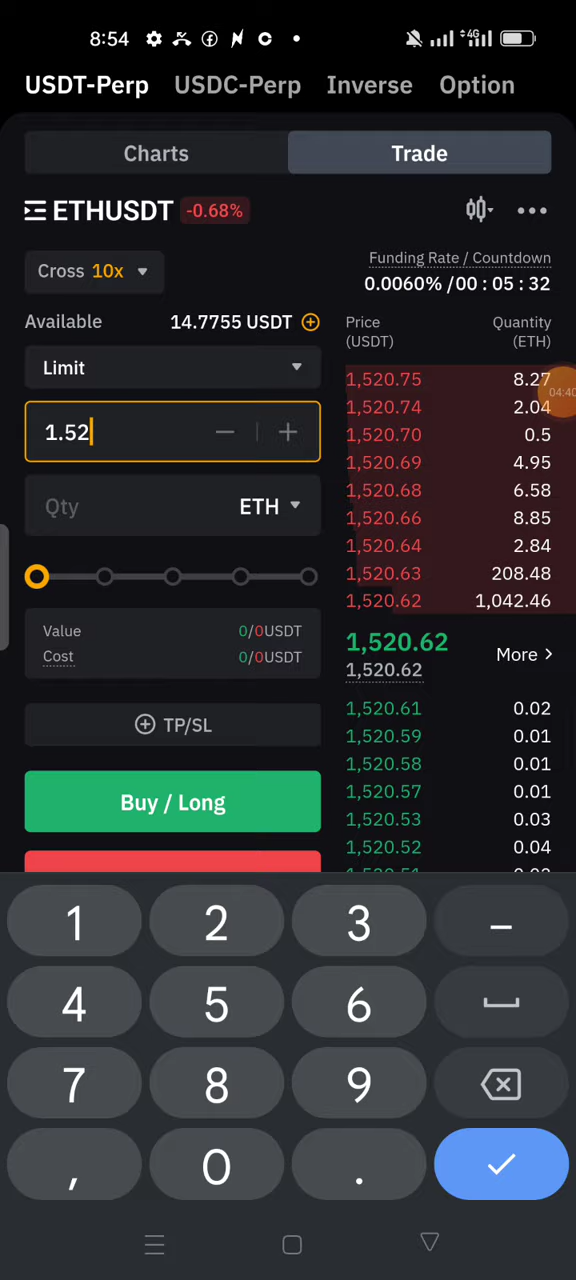 8:54 4G
USDT-Perp USDC-Perp Inverse Option
Charts Trade
ETHUSDT -0.68%
Cross 10x
Funding Rate / Countdown
0.0060% /00 : 05 : 32
Available 14.7755 USDT
Price (USDT) Quantity (ETH)
Limit
1.52
Qty ETH
Value 0/0USDT
Cost 0/0USDT
TP/SL
Buy / Long
1,520.75 8.27
04:40
1,520.74 2.04
1,520.70 0.5
1,520.69 4.95
1,520.68 6.58
1,520.66 8.85
1,520.64 2.84
1,520.63 208.48
1,520.62 1,042.46
1,520.62
1,520.62
More
1,520.61 0.02
1,520.59 0.01
1,520.58 0.01
1,520.57 0.01
1,520.53 0.03
1,520.52 0.04
1 2 3 –
4 5 6
7 8 9
, 0 .